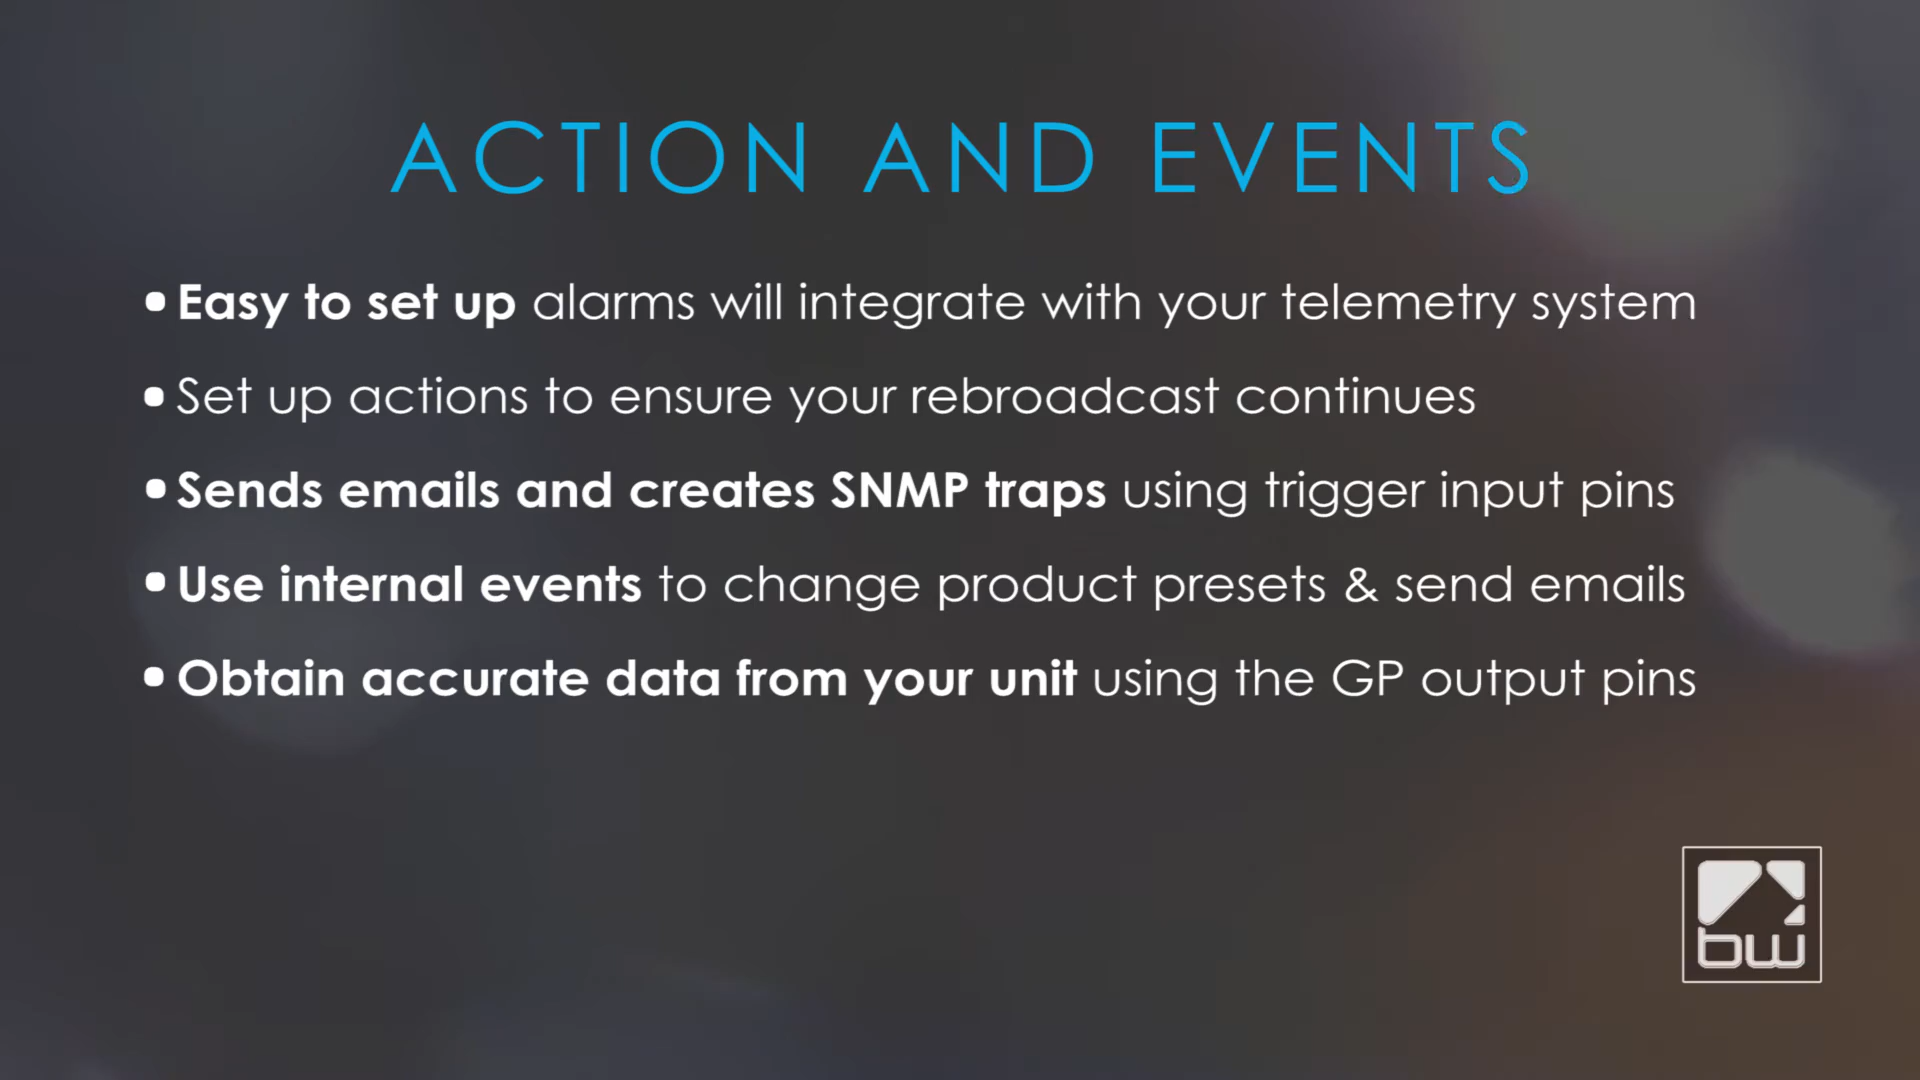 ACTION AND EVENTS
• Easy to set up alarms will integrate with your telemetry system
• Set up actions to ensure your rebroadcast continues
• Sends emails and creates SNMP traps using trigger input pins
• Use internal events to change product presets & send emails
• Obtain accurate data from your unit using the GP output pins
bw